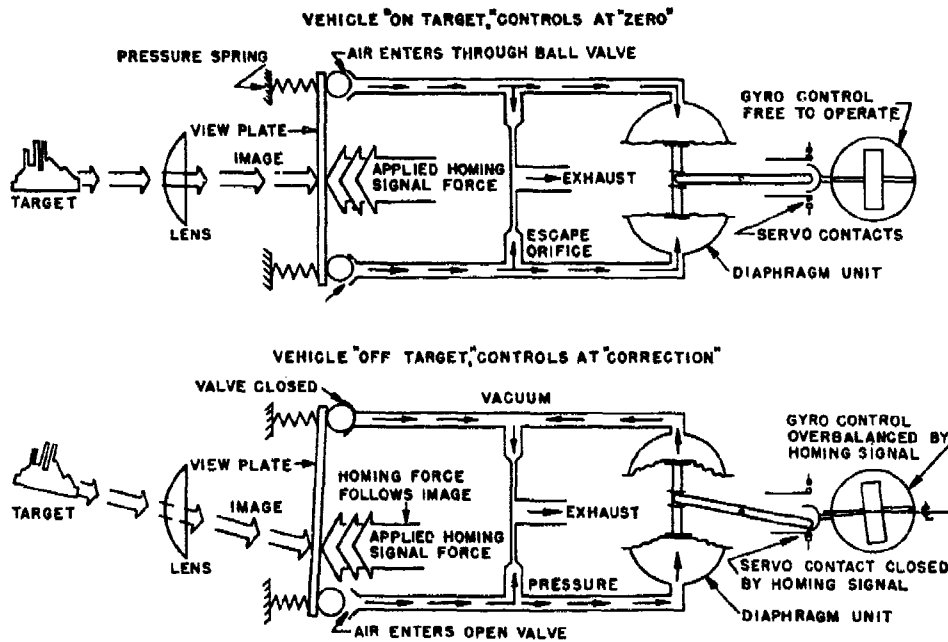 VEHICLE "ON TARGET," CONTROLS AT "ZERO"
PRESSURE SPRING
AIR ENTERS THROUGH BALL VALVE
GYRO CONTROL
FREE TO OPERATE
VIEW PLATE
IMAGE
APPLIED HOMING
SIGNAL FORCE
EXHAUST
TARGET
LENS
ESCAPE
ORIFICE
SERVO CONTACTS
DIAPHRAGM UNIT
VEHICLE "OFF TARGET," CONTROLS AT "CORRECTION"
VALVE CLOSED
VACUUM
GYRO CONTROL
OVERBALANCED BY
HOMING SIGNAL
VIEW PLATE
HOMING FORCE
FOLLOWS IMAGE
TARGET
IMAGE
EXHAUST
APPLIED HOMING
SIGNAL FORCE
LENS
PRESSURE
SERVO CONTACT CLOSED
BY HOMING SIGNAL
DIAPHRAGM UNIT
AIR ENTERS OPEN VALVE